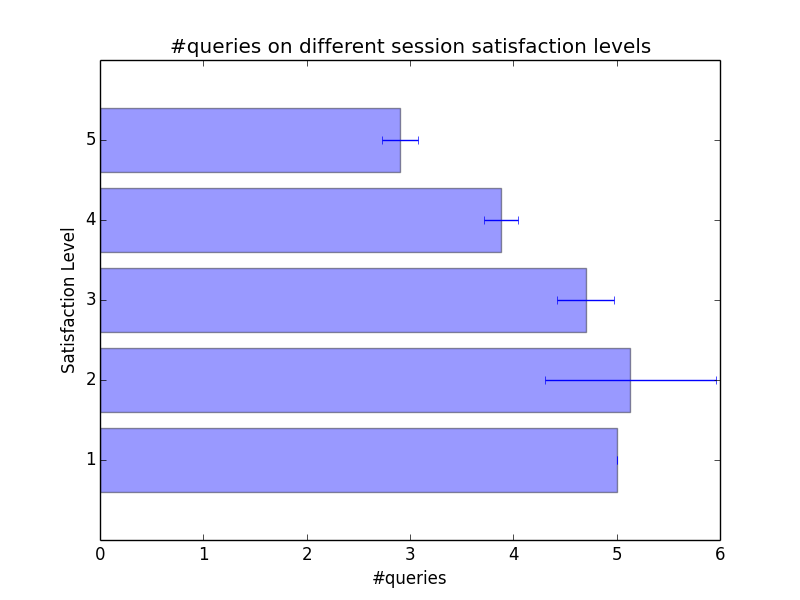 #queries on different session satisfaction levels
5
4
3
2
1
Satisfaction Level
0 1 2 3 4 5 6
#queries